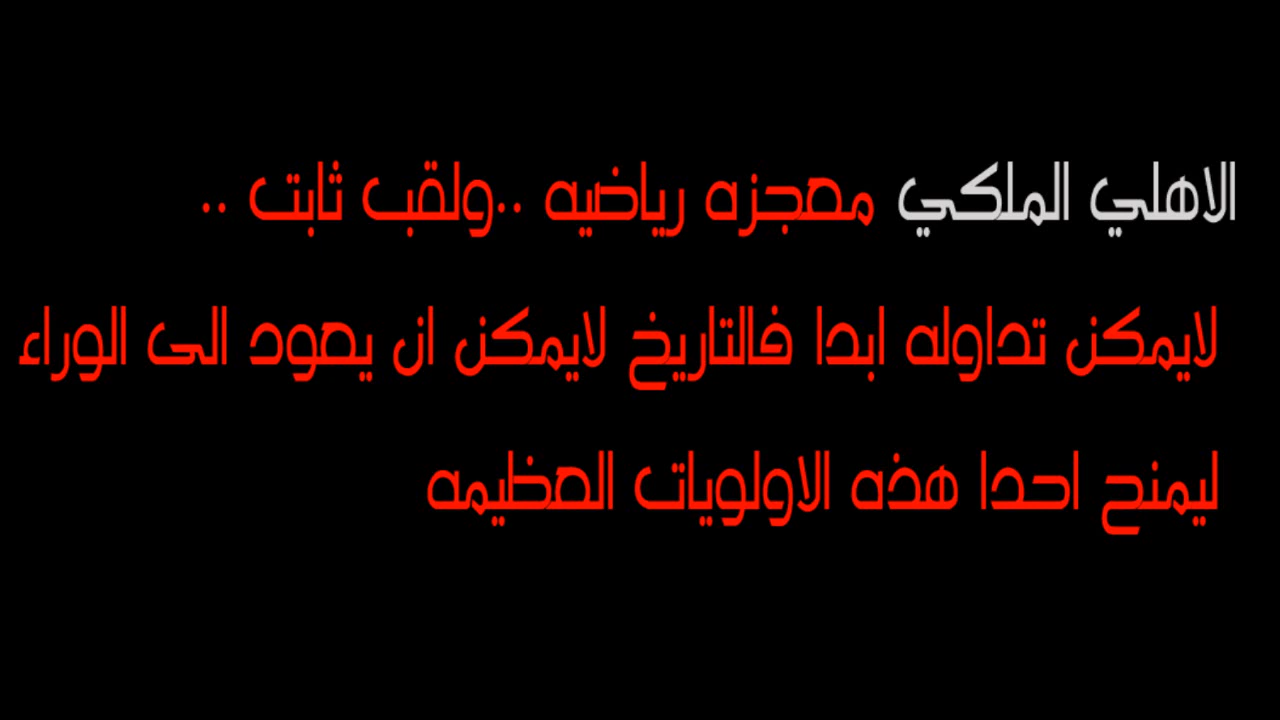 الاهلي الملكي معجزه رياضيه ..ولقب ثابت ..
لايمكن تداوله ابدا فالتاريخ لايمكن ان يعود الى الوراء
ليمنح احدا هذه الاولويات العظيمه